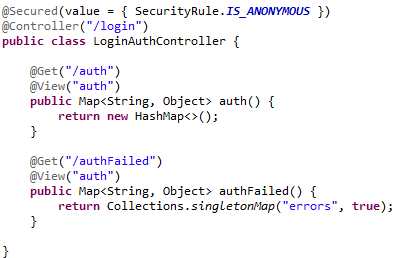 @Secured(value = { SecurityRule.IS_ANONYMOUS })
@Controller("/login")
public class LoginAuthController {
@Get("/auth")
@View("auth")
public Map<String, Object> auth() {
return new HashMap<>();
}
@Get("/authFailed")
@View("auth")
public Map<String, Object> authFailed() {
return Collections.singletonMap("errors", true);
}
}